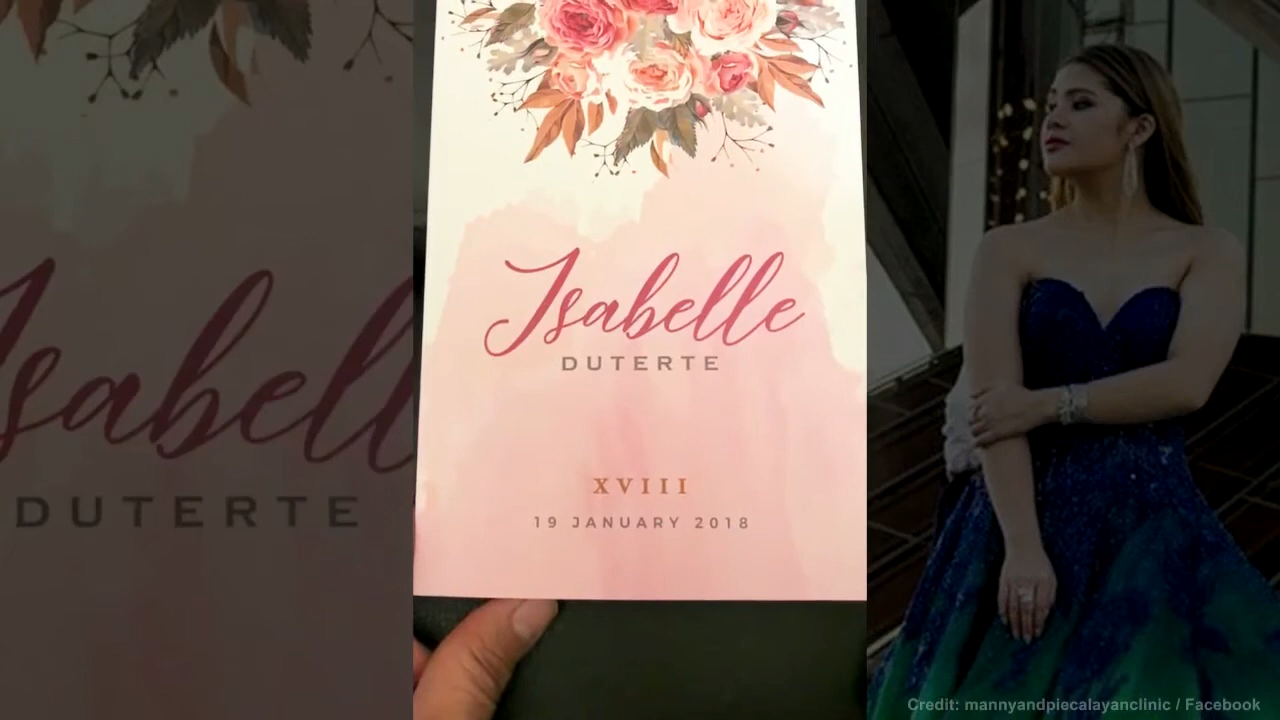 Isabelle
DUTERTE
XVIII
19 JANUARY 2018
Isabell
DUTERTE
Credit: mannyandpiecalayanclinic / Facebook